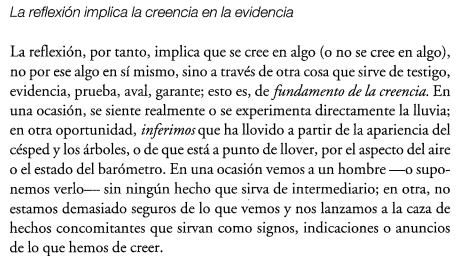 La reflexión implica la creencia en la evidencia
La reflexión, por tanto, implica que se cree en algo (o no se cree en algo),
no por ese algo en sí mismo, sino a través de otra cosa que sirve de testigo,
evidencia, prueba, aval, garante; esto es, de fundamento de la creencia. En
una ocasión, se siente realmente o se experimenta directamente la lluvia;
en otra oportunidad, inferimos que ha llovido a partir de la apariencia del
césped y los árboles, o de que está a punto de llover, por el aspecto del aire
o el estado del barómetro. En una ocasión vemos a un hombre —o supo-
nemos verlo— sin ningún hecho que sirva de intermediario; en otra, no
estamos demasiado seguros de lo que vemos y nos lanzamos a la caza de
hechos concomitantes que sirvan como signos, indicaciones o anuncios
de lo que hemos de creer.